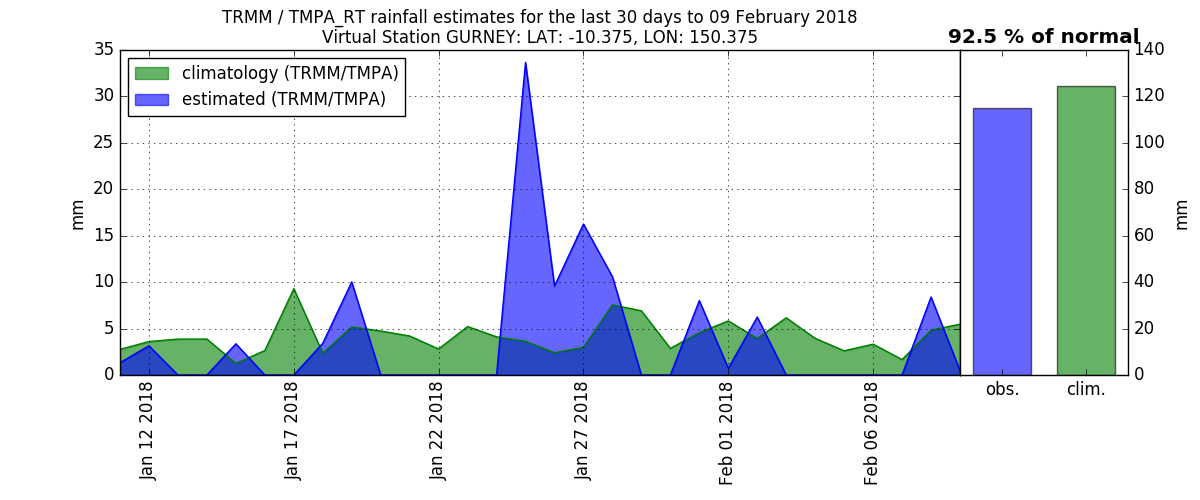 TRMM / TMPA_RT rainfall estimates for the last 30 days to 09 February 2018
Virtual Station GURNEY: LAT: -10.375, LON: 150.375
92.5 % of normal
climatology (TRMM/TMPA)
estimated (TRMM/TMPA)
35
30
25
20
15
10
5
0
mm
140
120
100
80
60
40
20
0
mm
Jan 12 2018
Jan 17 2018
Jan 22 2018
Jan 27 2018
Feb 01 2018
Feb 06 2018
obs.
clim.